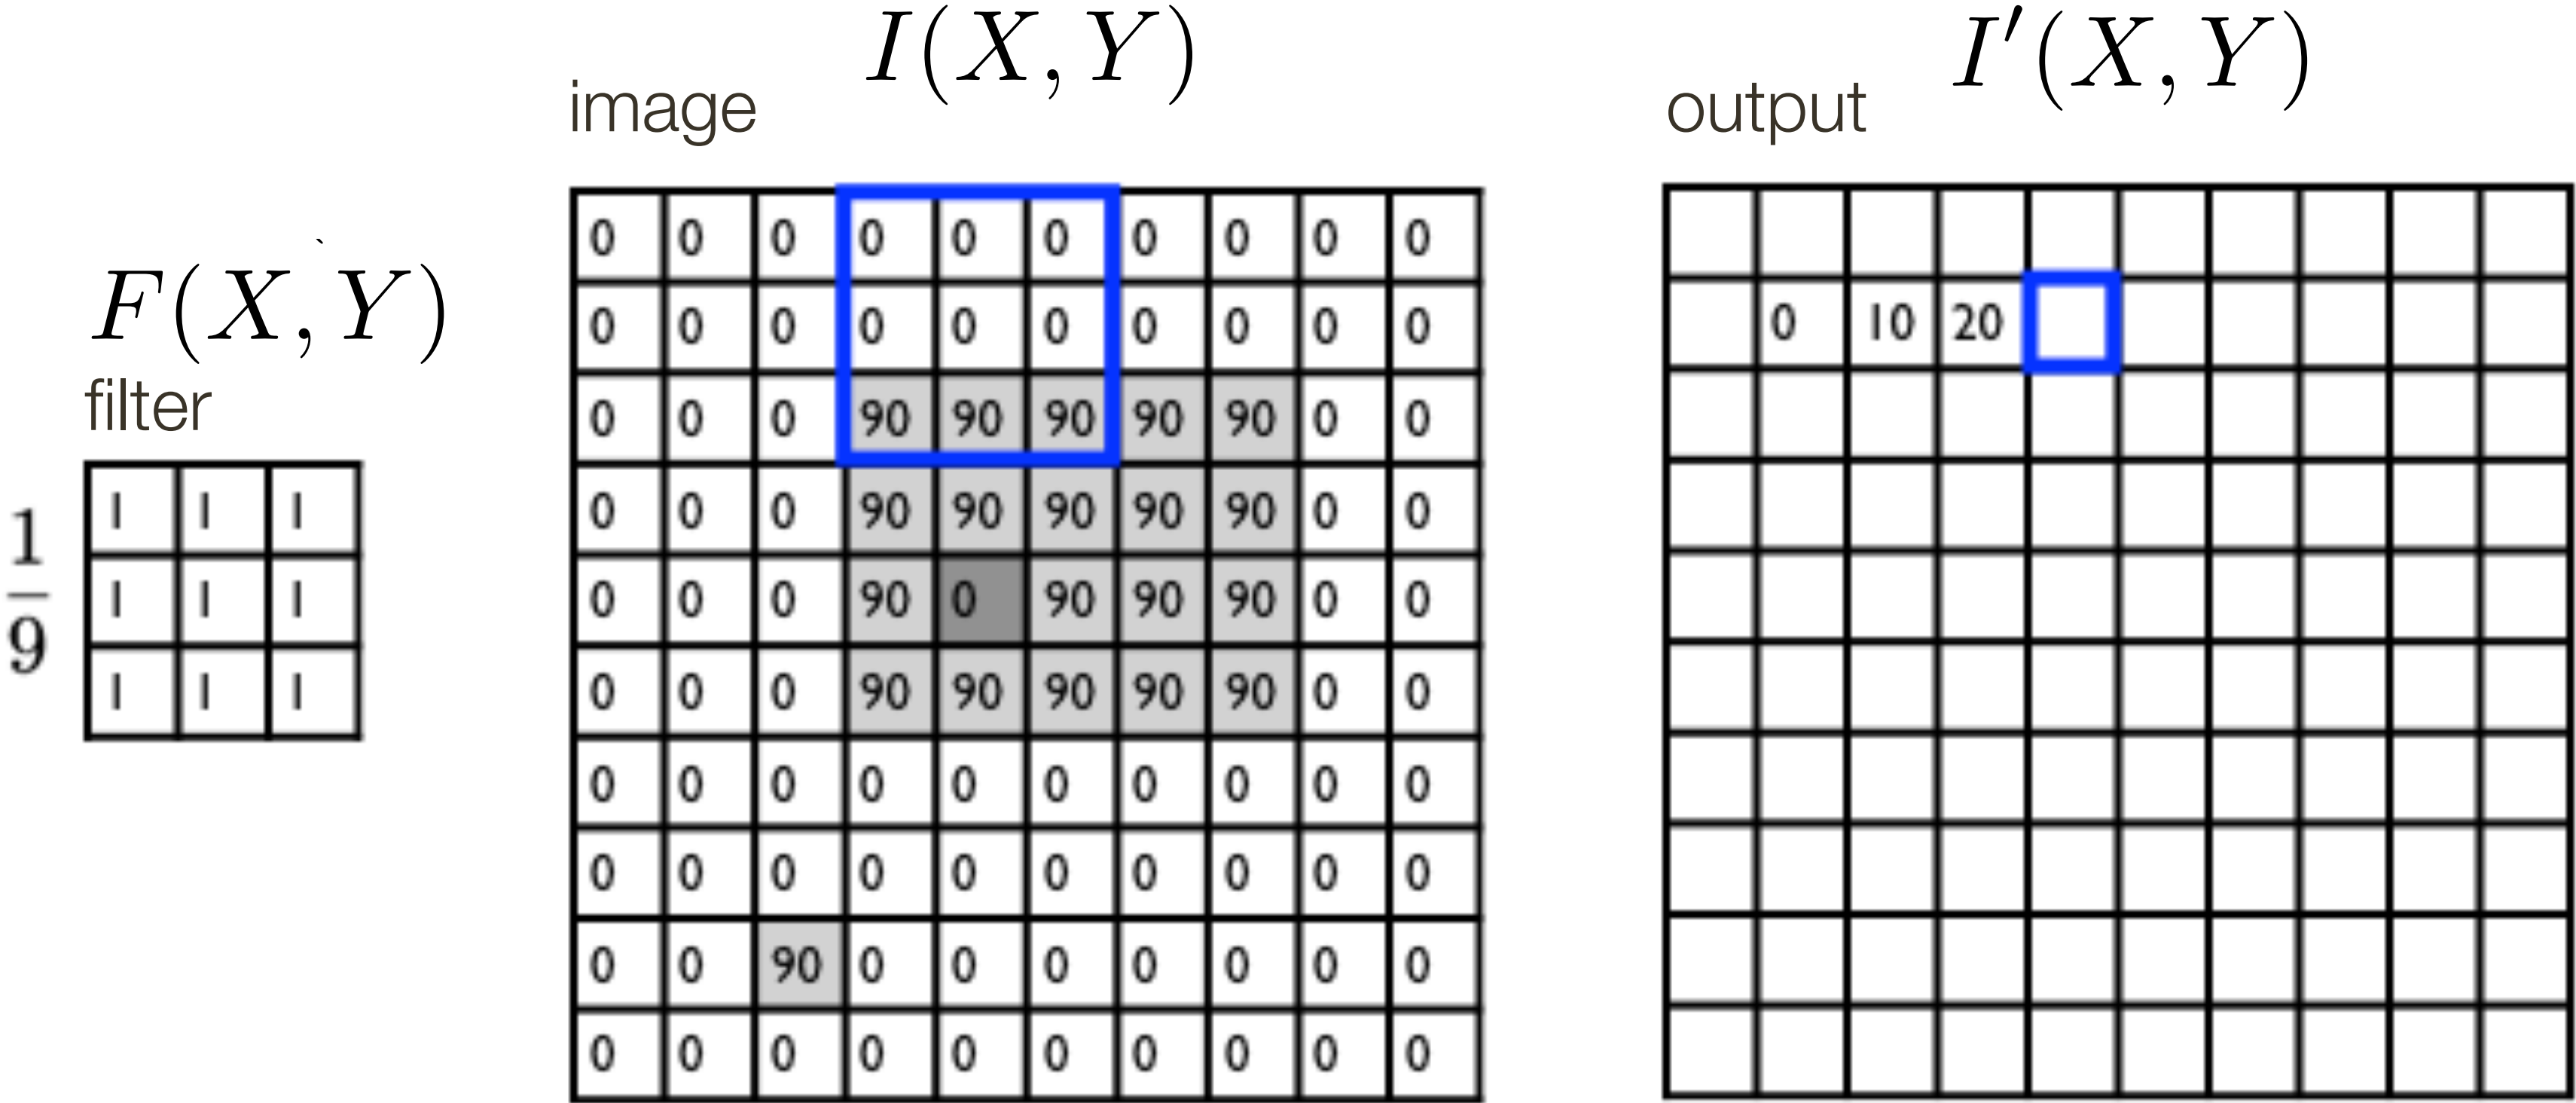 I(X, Y)
I′(X, Y)
image
output
F(X, Y)
filter
1/9
1 1 1
1 1 1
1 1 1
0 0 0 0 0 0 0 0 0 0
0 0 0 0 0 0 0 0 0 0
0 0 0 90 90 90 90 90 0 0
0 0 0 90 90 90 90 90 0 0
0 0 0 90 0 90 90 90 0 0
0 0 0 90 90 90 90 90 0 0
0 0 0 0 0 0 0 0 0 0
0 0 0 0 0 0 0 0 0 0
0 0 90 0 0 0 0 0 0 0
0 0 0 0 0 0 0 0 0 0
0 10 20